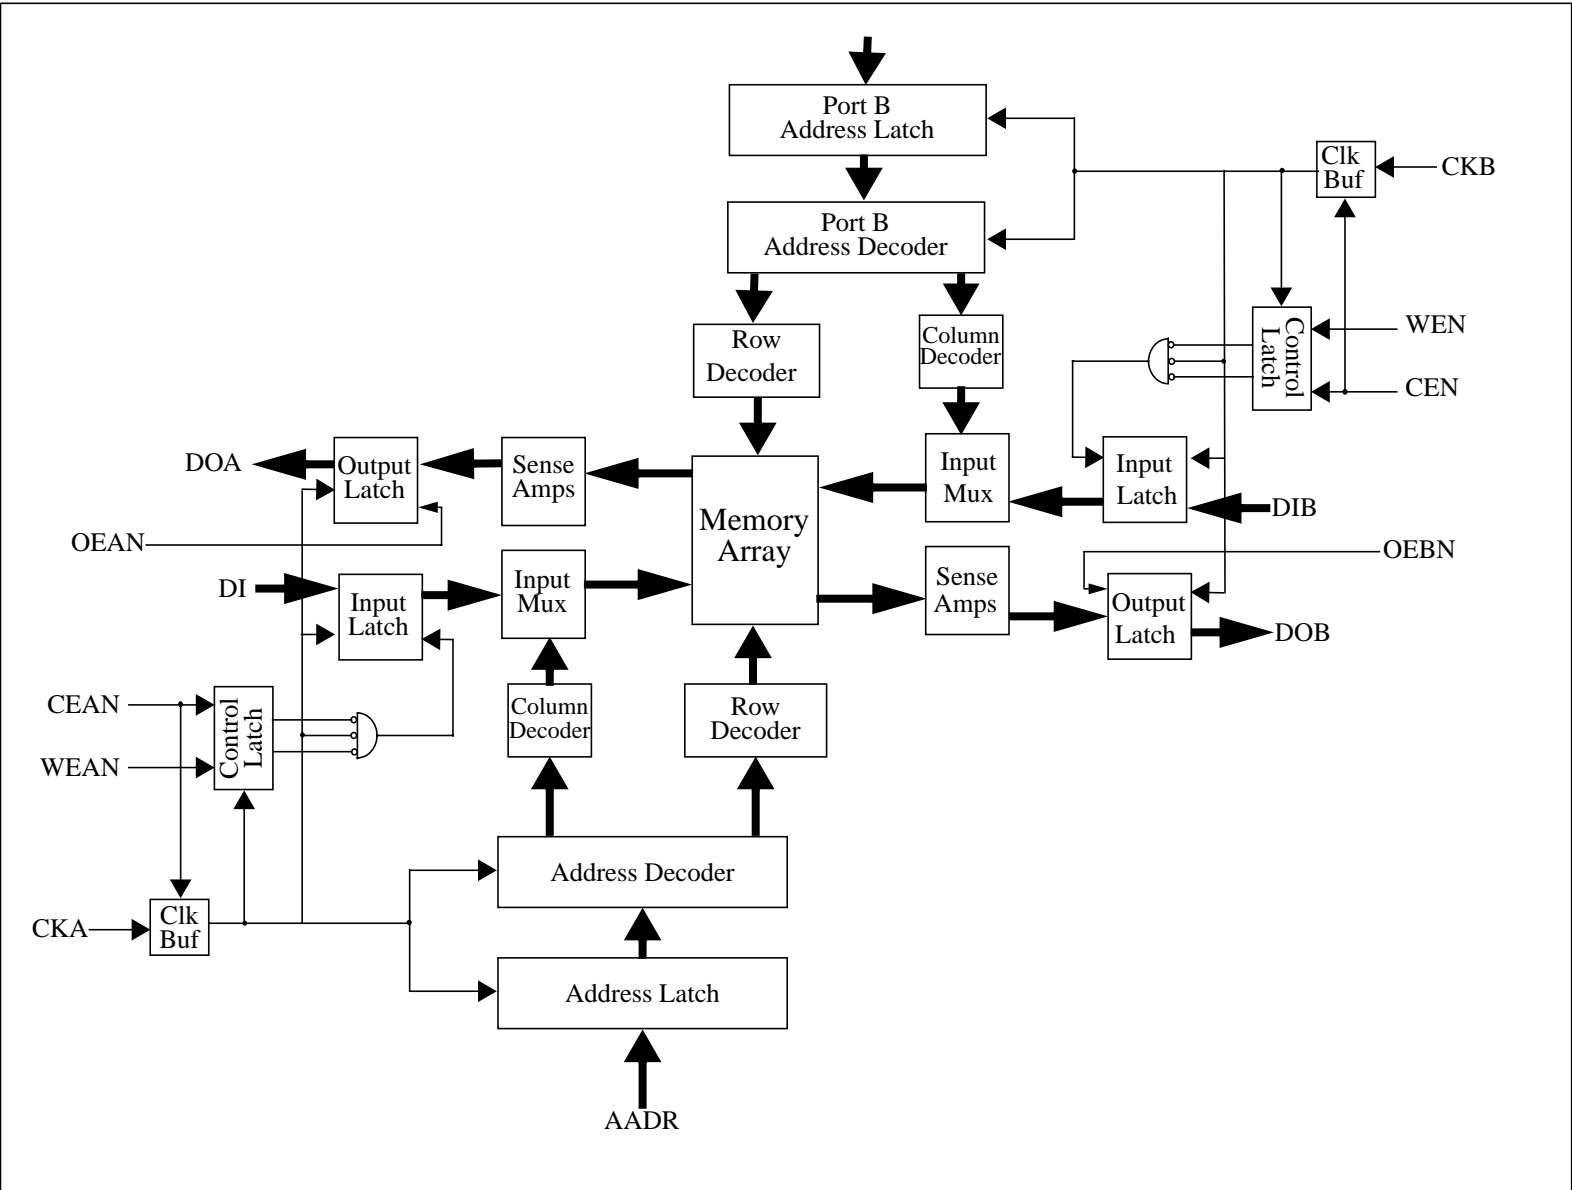 Port B
Address Latch
Clk
Buf
CKB
Port B
Address Decoder
Row
Decoder
Column
Decoder
Control
Latch
WEN
CEN
DOA
Output
Latch
Sense
Amps
Memory
Array
Input
Mux
Input
Latch
DIB
OEAN
OEBN
DI
Input
Latch
Input
Mux
Sense
Amps
Output
Latch
DOB
CEAN
WEAN
Control
Latch
Column
Decoder
Row
Decoder
Address Decoder
CKA
Clk
Buf
Address Latch
AADR